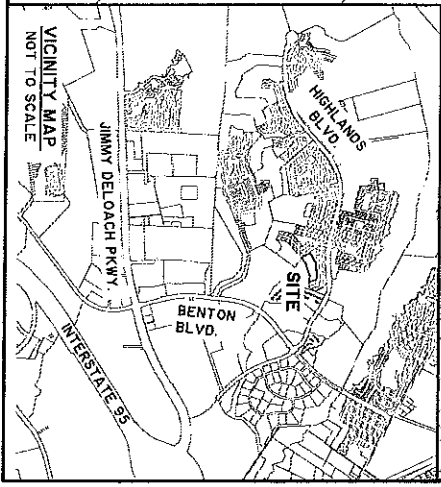 HIGHLANDS
BLVD.
SITE
BENTON
BLVD.
JIMMY DELOACH PKWY.
INTERSTATE 95
VICINITY MAP
NOT TO SCALE